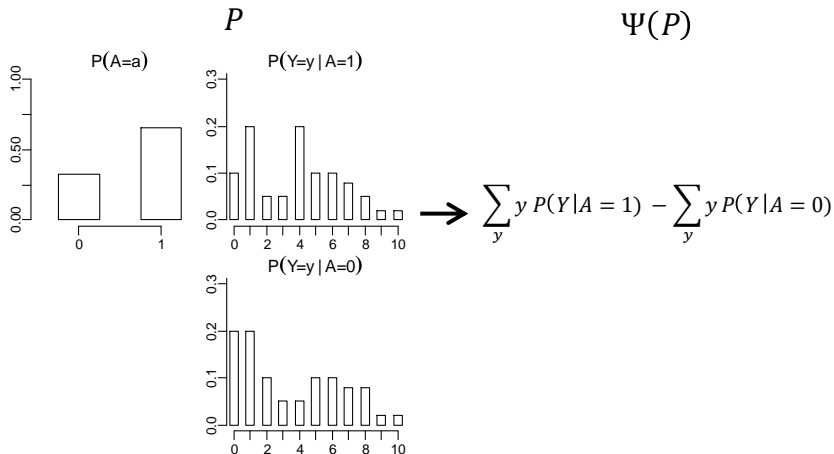 P
Ψ(P)
P(A=a)
1.00
0.50
0.00
0 1
P(Y=y | A=1)
0.3
0.2
0.1
0.0
0 2 4 6 8 10
P(Y=y | A=0)
0.3
0.2
0.1
0.0
0 2 4 6 8 10
∑ y P(Y|A = 1) − ∑ y P(Y|A = 0)
y y